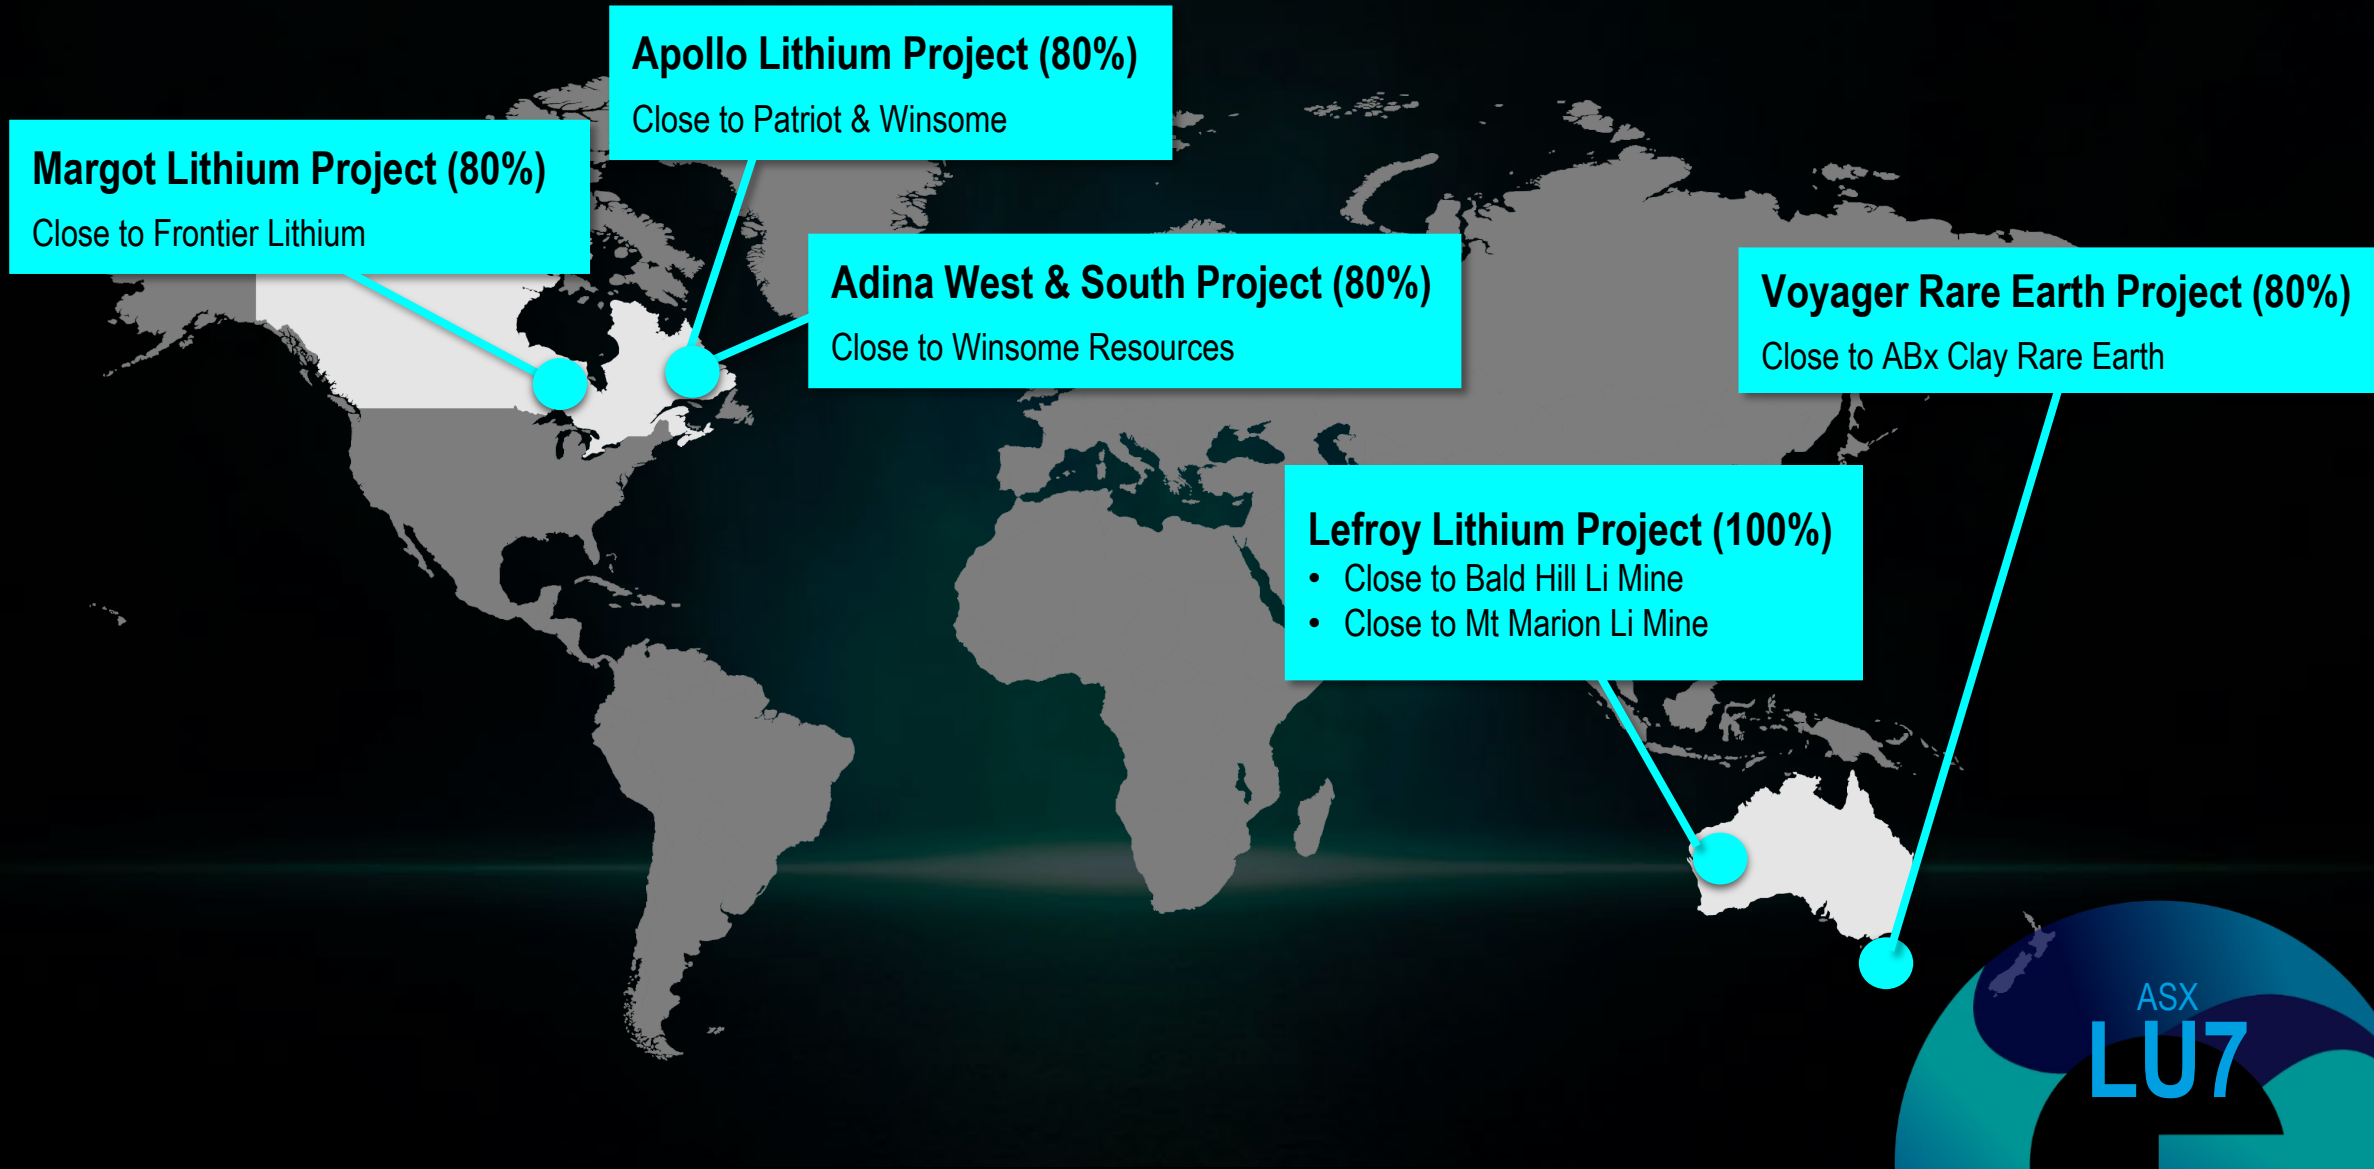 Apollo Lithium Project (80%)
Close to Patriot & Winsome
Margot Lithium Project (80%)
Close to Frontier Lithium
Adina West & South Project (80%)
Close to Winsome Resources
Voyager Rare Earth Project (80%)
Close to ABx Clay Rare Earth
Lefroy Lithium Project (100%)
• Close to Bald Hill Li Mine
• Close to Mt Marion Li Mine
ASX
LU7